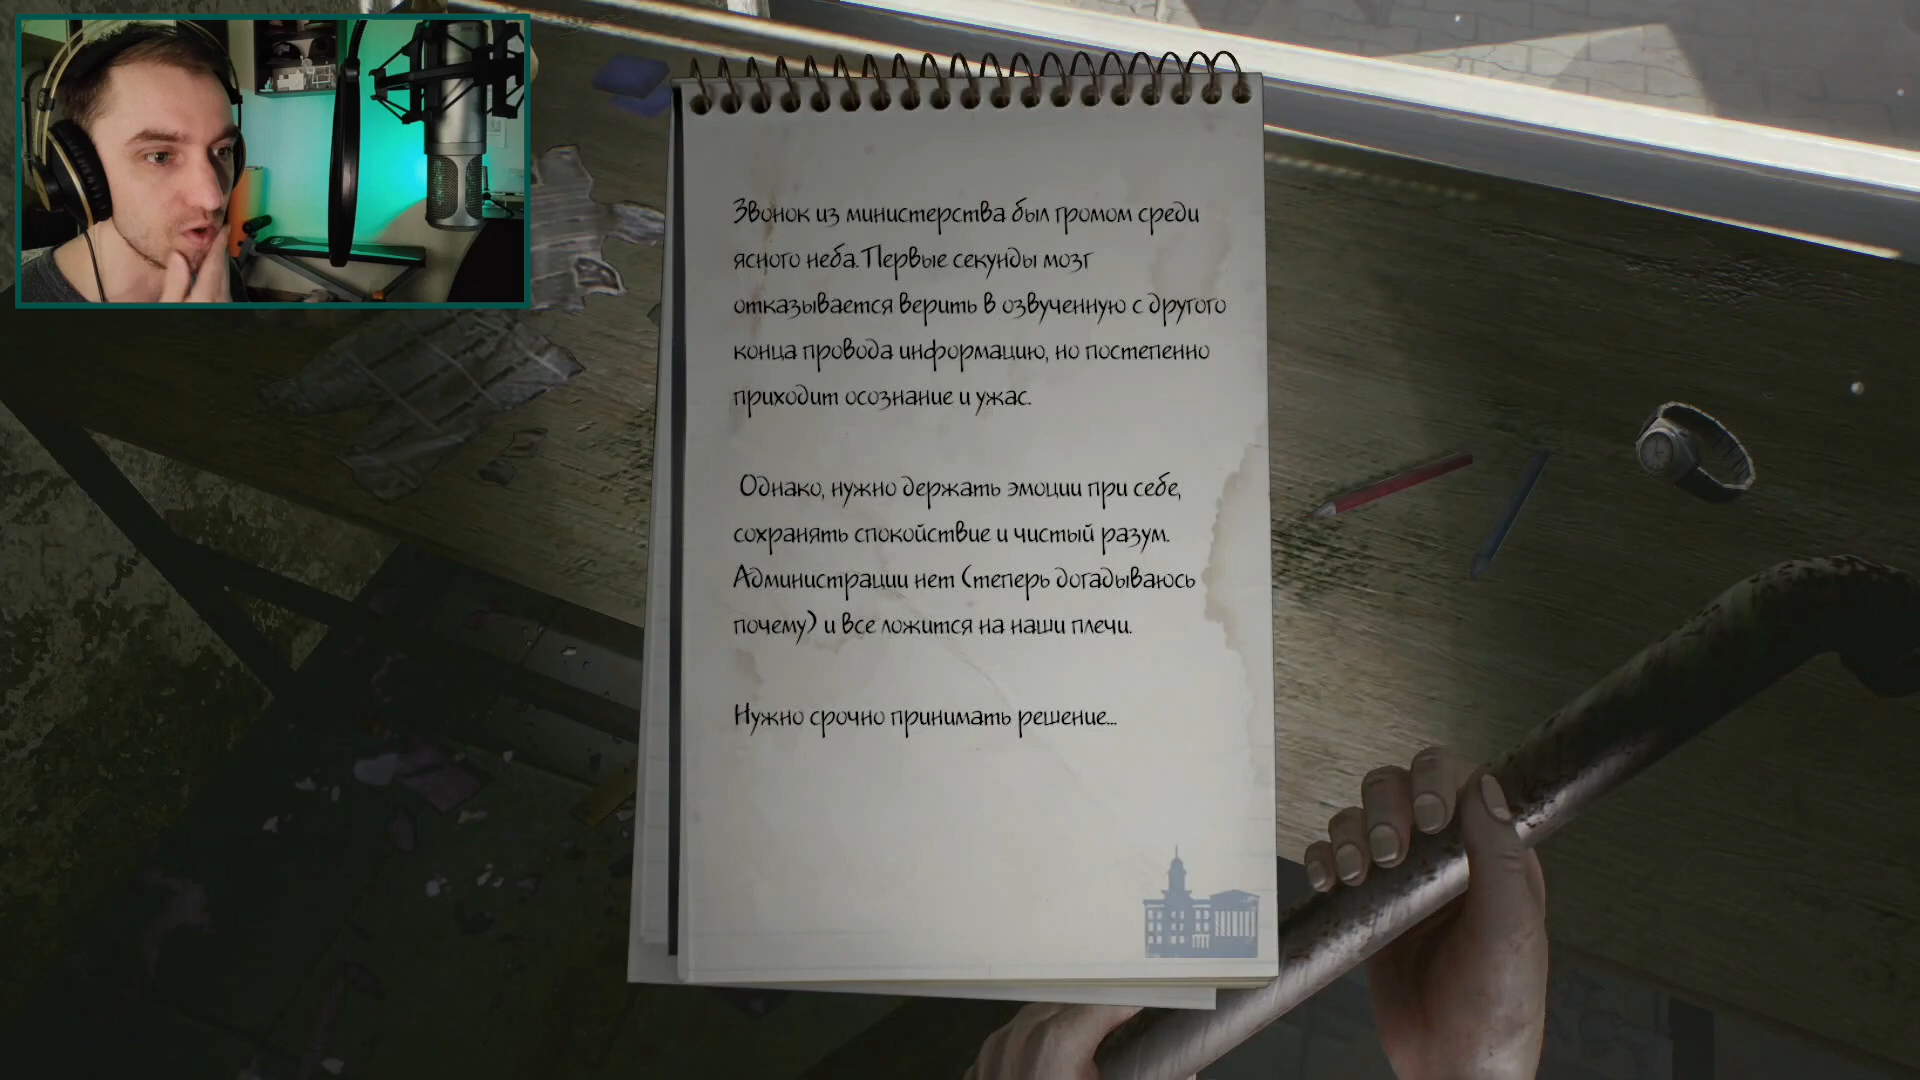 Звонок из министерства был громом среди
ясного неба. Первые секунды мозг
отказывается верить в озвученную с другого
конца провода информацию, но постепенно
приходит осознание и ужас.
Однако, нужно держать эмоции при себе,
сохранять спокойствие и чистый разум.
Администрации нет (теперь догадываюсь
почему) и все ложится на наши плечи.
Нужно срочно принимать решение...